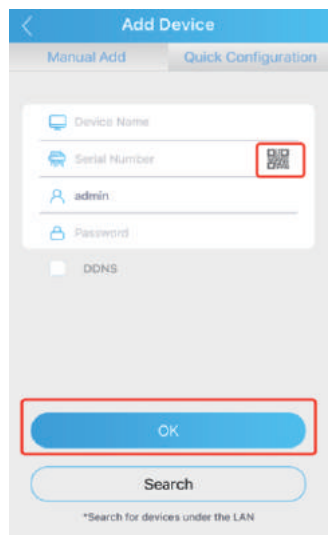 Add Device
Manual Add Quick Configuration
Device Name
Serial Number
admin
Password
DDNS
OK
Search
*Search for devices under the LAN